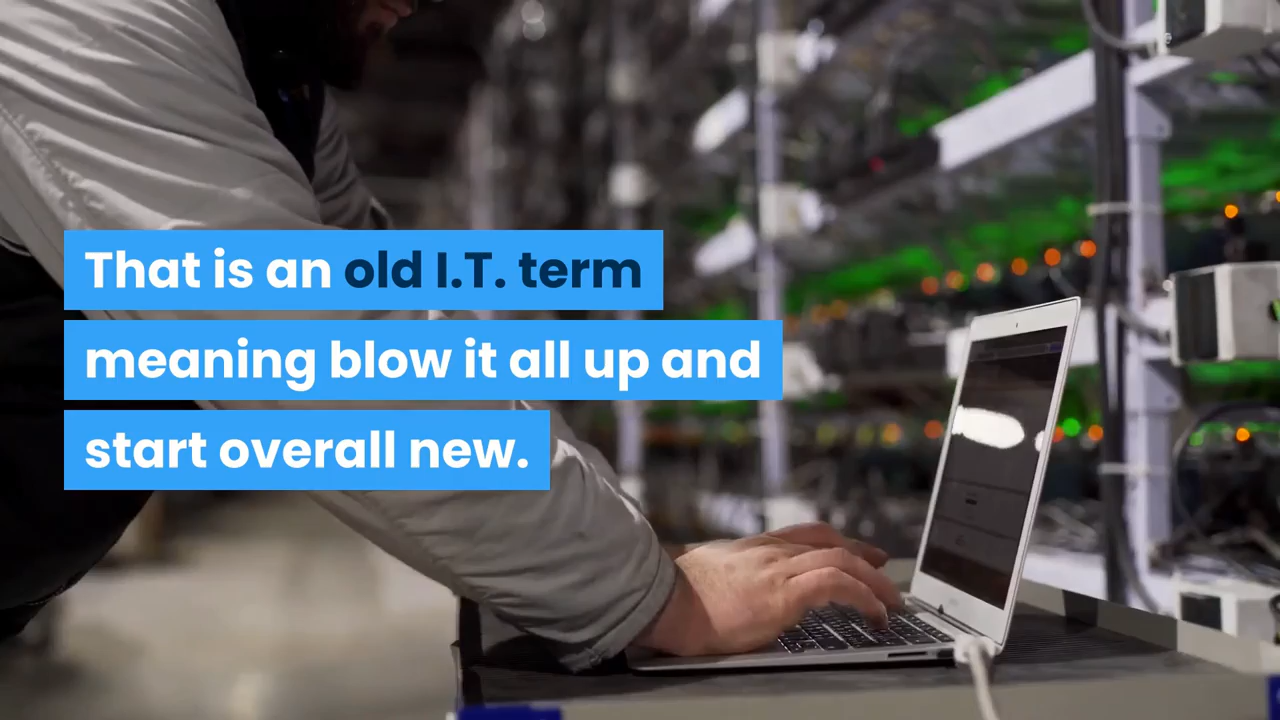 That is an old I.T. term
meaning blow it all up and
start overall new.